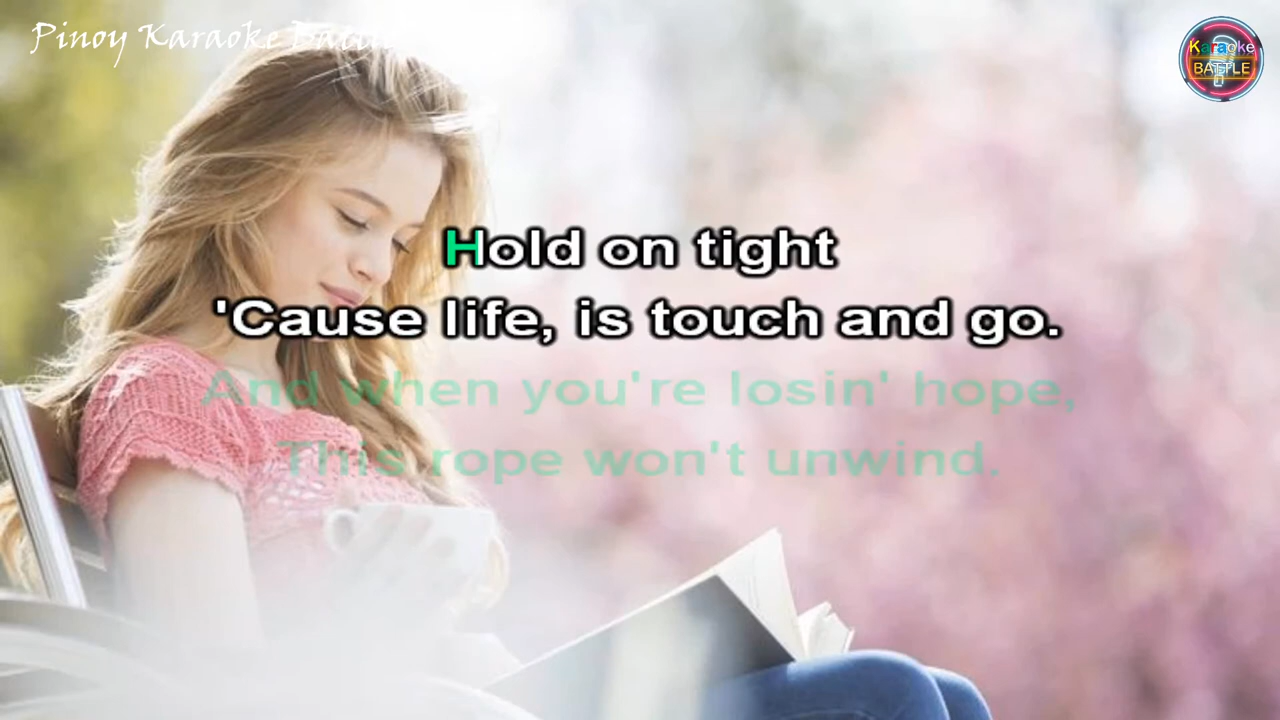 Pinoy Karaoke Battle
Karaoke
BATTLE
Hold on tight
'Cause life, is touch and go.
And when you're losin' hope,
This rope won't unwind.